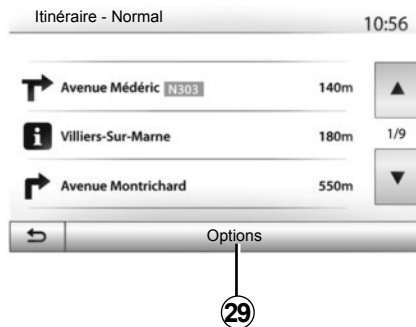 Itinéraire - Normal 10:56
Avenue Médéric N303 140m
Villiers-Sur-Marne 180m
1/9
Avenue Montrichard 550m
Options
29